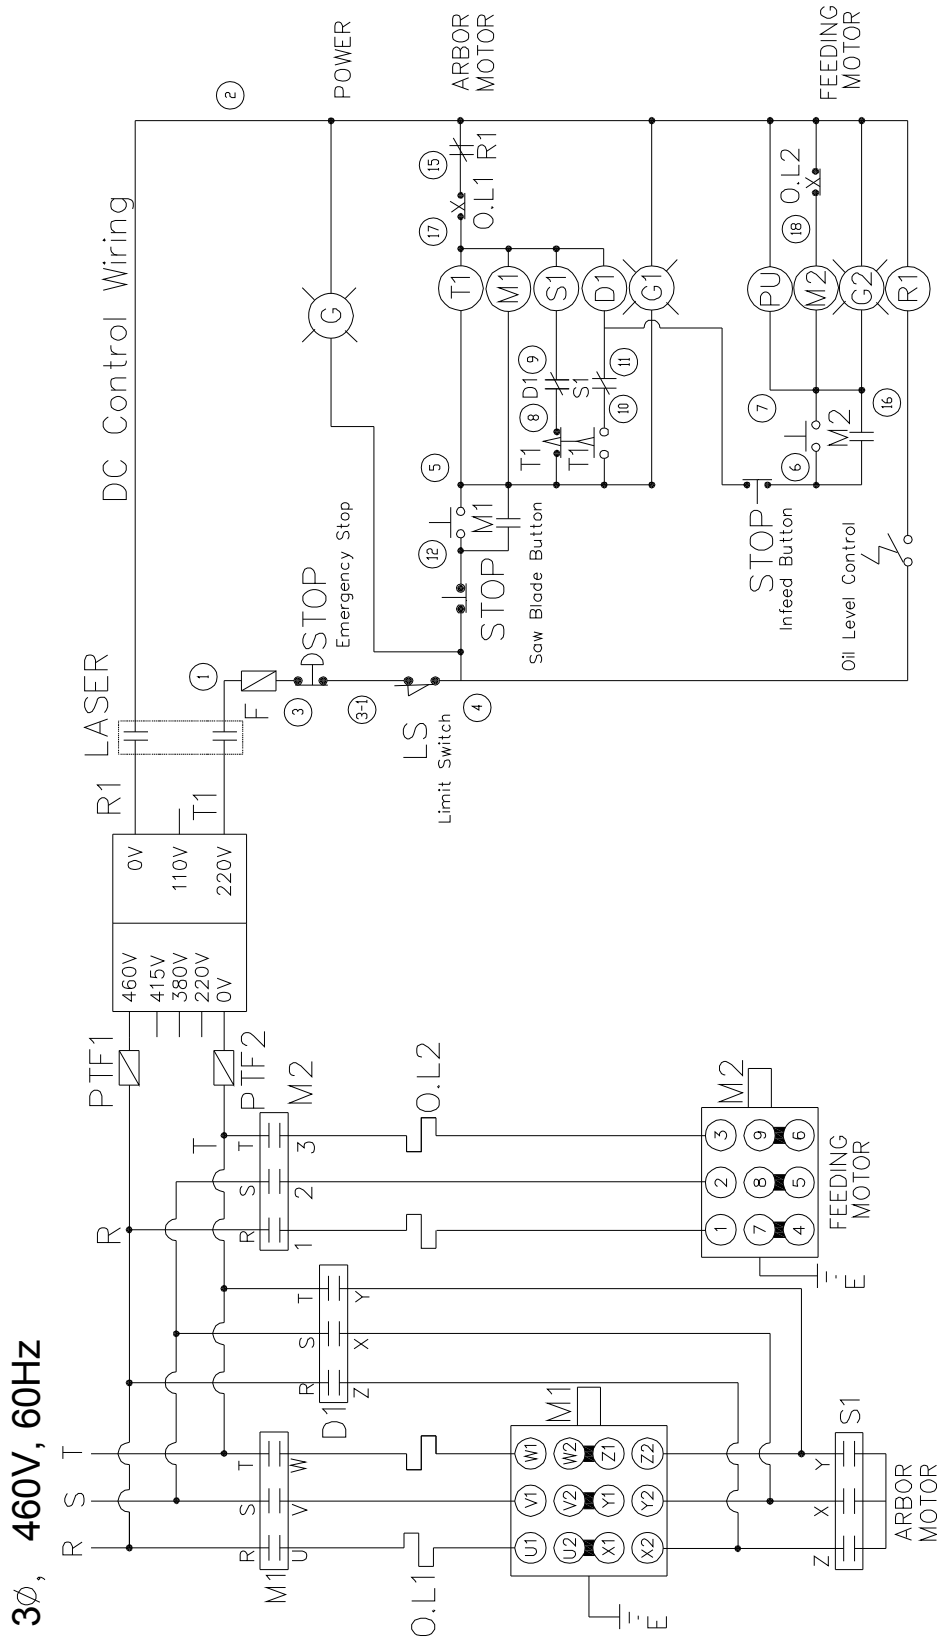 3Ø, 460V, 60Hz
R
S
T
R
T
M1
R
S
T
U
V
W
D1
R
S
T
Z
X
Y
M2
R
S
T
1
2
3
O.L1
O.L2
M1
U1
V1
W1
U2
V2
W2
X1
Y1
Z1
X2
Y2
Z2
E
Z
X
Y
S1
ARBOR
MOTOR
M2
1
2
3
7
8
9
4
5
6
E
FEEDING
MOTOR
PTF1
PTF2
460V
415V
380V
220V
0V
0V
110V
220V
R1
T1
LASER
DC Control Wiring
1
2
F
3
STOP
Emergency Stop
3-1
LS
Limit Switch
4
G
POWER
STOP
Saw Blade Button
12
M1
5
T1
17
O.L1
15
R1
ARBOR
MOTOR
M1
T1
8
D1
9
S1
T1
10
S1
11
D1
G1
STOP
Infeed Button
6
7
M2
16
PU
M2
18
O.L2
FEEDING
MOTOR
G2
Oil Level Control
R1